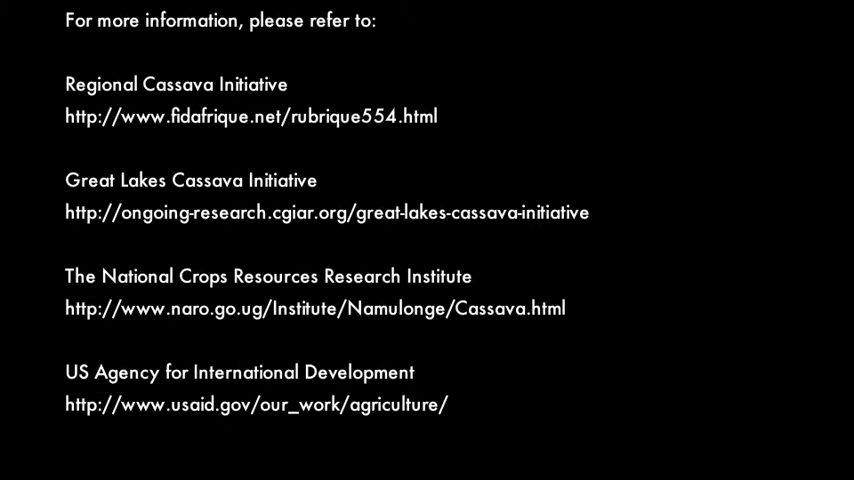 For more information, please refer to:
Regional Cassava Initiative
http://www.fidafrique.net/rubrique554.html
Great Lakes Cassava Initiative
http://ongoing-research.cgiar.org/great-lakes-cassava-initiative
The National Crops Resources Research Institute
http://www.naro.go.ug/Institute/Namulonge/Cassava.html
US Agency for International Development
http://www.usaid.gov/our_work/agriculture/